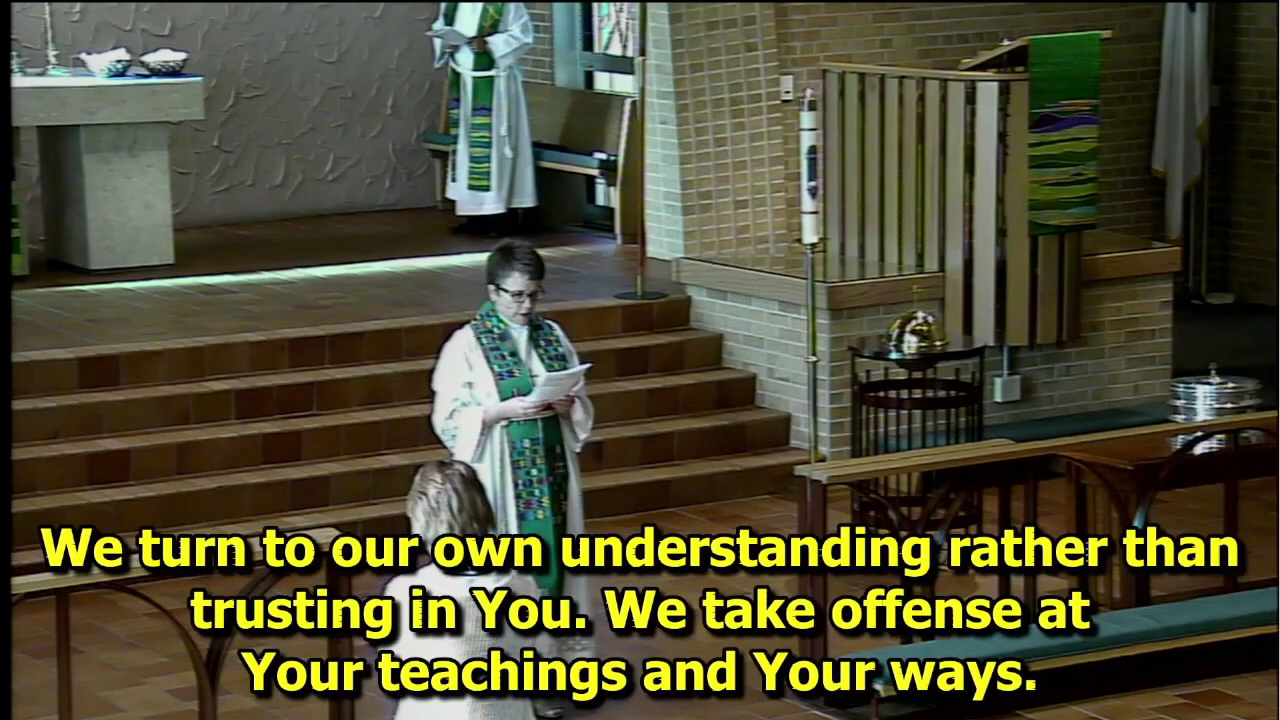 We turn to our own understanding rather than
trusting in You. We take offense at
Your teachings and Your ways.